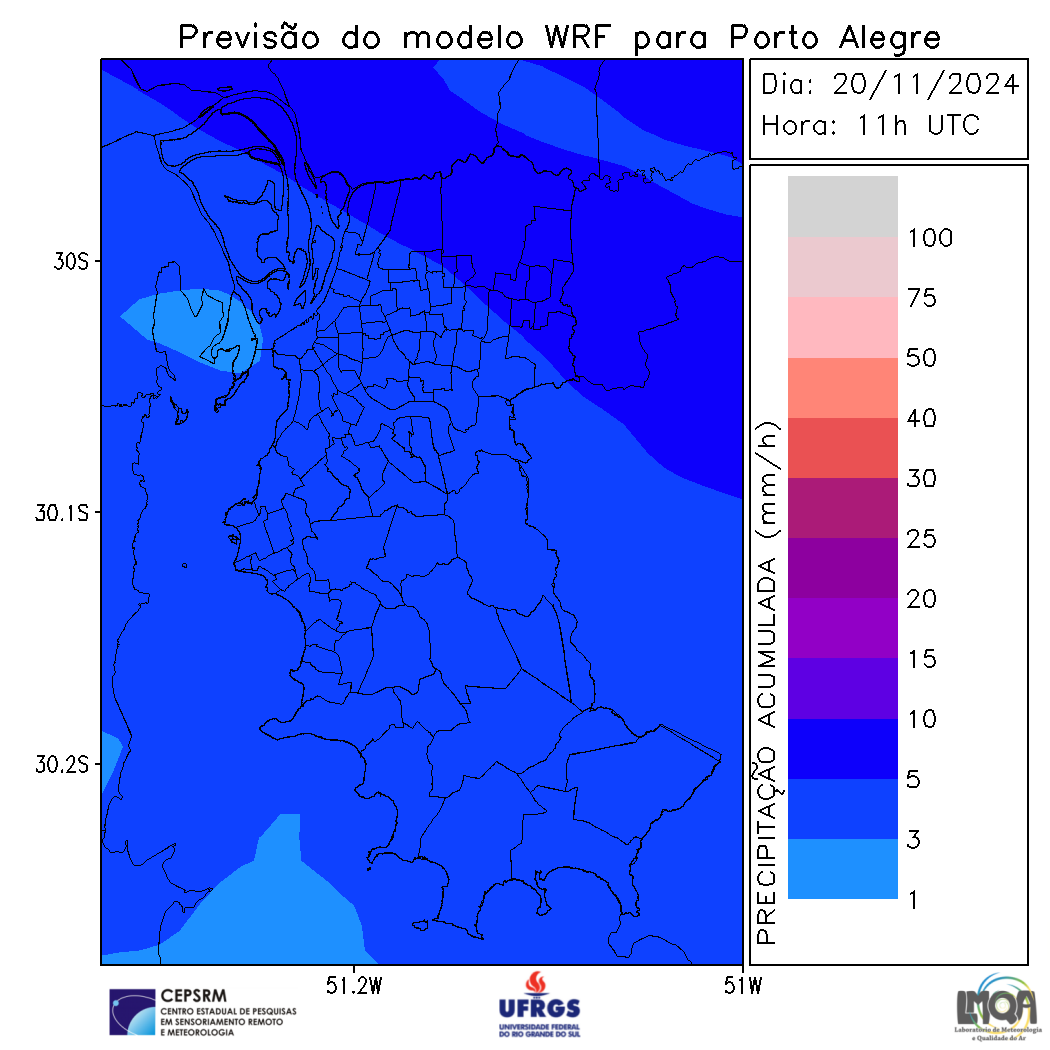 Previsão do modelo WRF para Porto Alegre
Dia: 20/11/2024
Hora: 11h UTC
100
75
50
40
30
25
20
15
10
5
3
1
PRECIPITAÇÃO ACUMULADA (mm/h)
30S
30.1S
30.2S
51.2W
51W
CEPSRM
CENTRO ESTADUAL DE PESQUISAS
EM SENSORIAMENTO REMOTO
E METEOROLOGIA
UFRGS
UNIVERSIDADE FEDERAL
DO RIO GRANDE DO SUL
LMQA
Laboratório de Meteorologia
e Qualidade do Ar